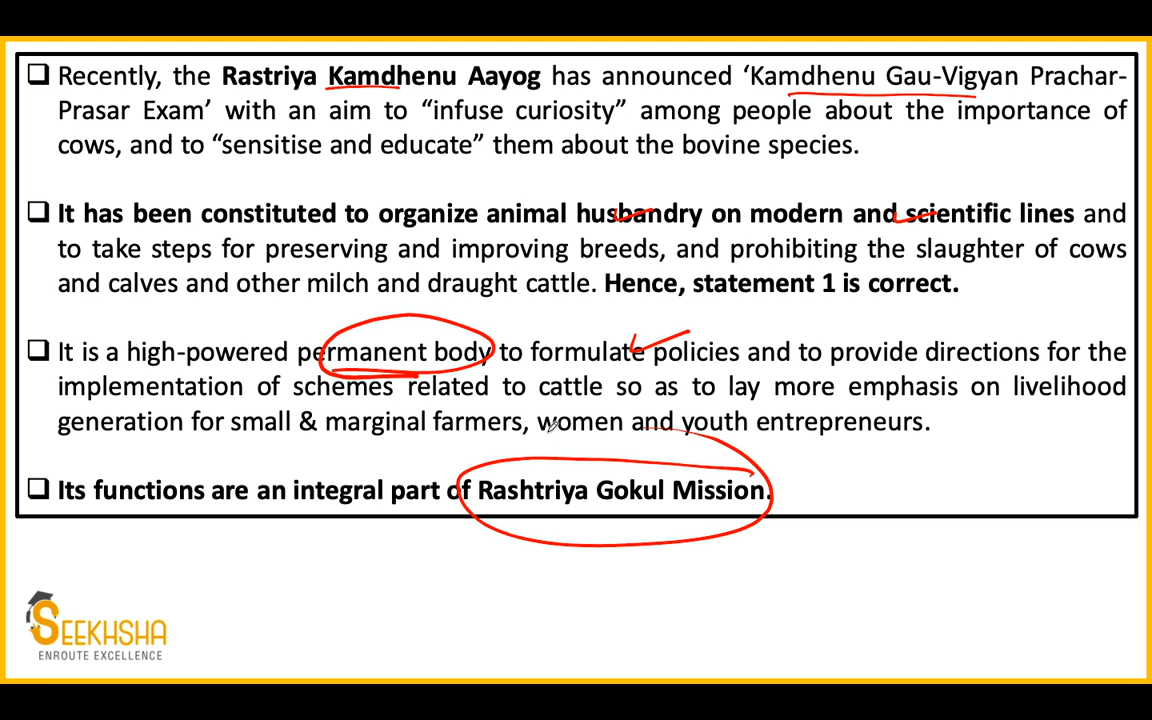 ❑ Recently, the Rastriya Kamdhenu Aayog has announced ‘Kamdhenu Gau-Vigyan Prachar-
Prasar Exam’ with an aim to “infuse curiosity” among people about the importance of
cows, and to “sensitise and educate” them about the bovine species.
❑ It has been constituted to organize animal husbandry on modern and scientific lines and
to take steps for preserving and improving breeds, and prohibiting the slaughter of cows
and calves and other milch and draught cattle. Hence, statement 1 is correct.
❑ It is a high-powered permanent body to formulate policies and to provide directions for the
implementation of schemes related to cattle so as to lay more emphasis on livelihood
generation for small & marginal farmers, women and youth entrepreneurs.
❑ Its functions are an integral part of Rashtriya Gokul Mission.
SEEKHSHA
ENROUTE EXCELLENCE